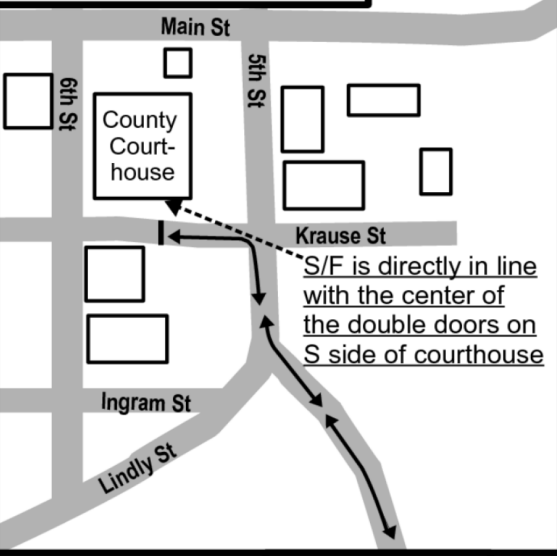 Main St
6th St
5th St
County
Court-
house
Krause St
S/F is directly in line
with the center of
the double doors on
S side of courthouse
Ingram St
Lindly St